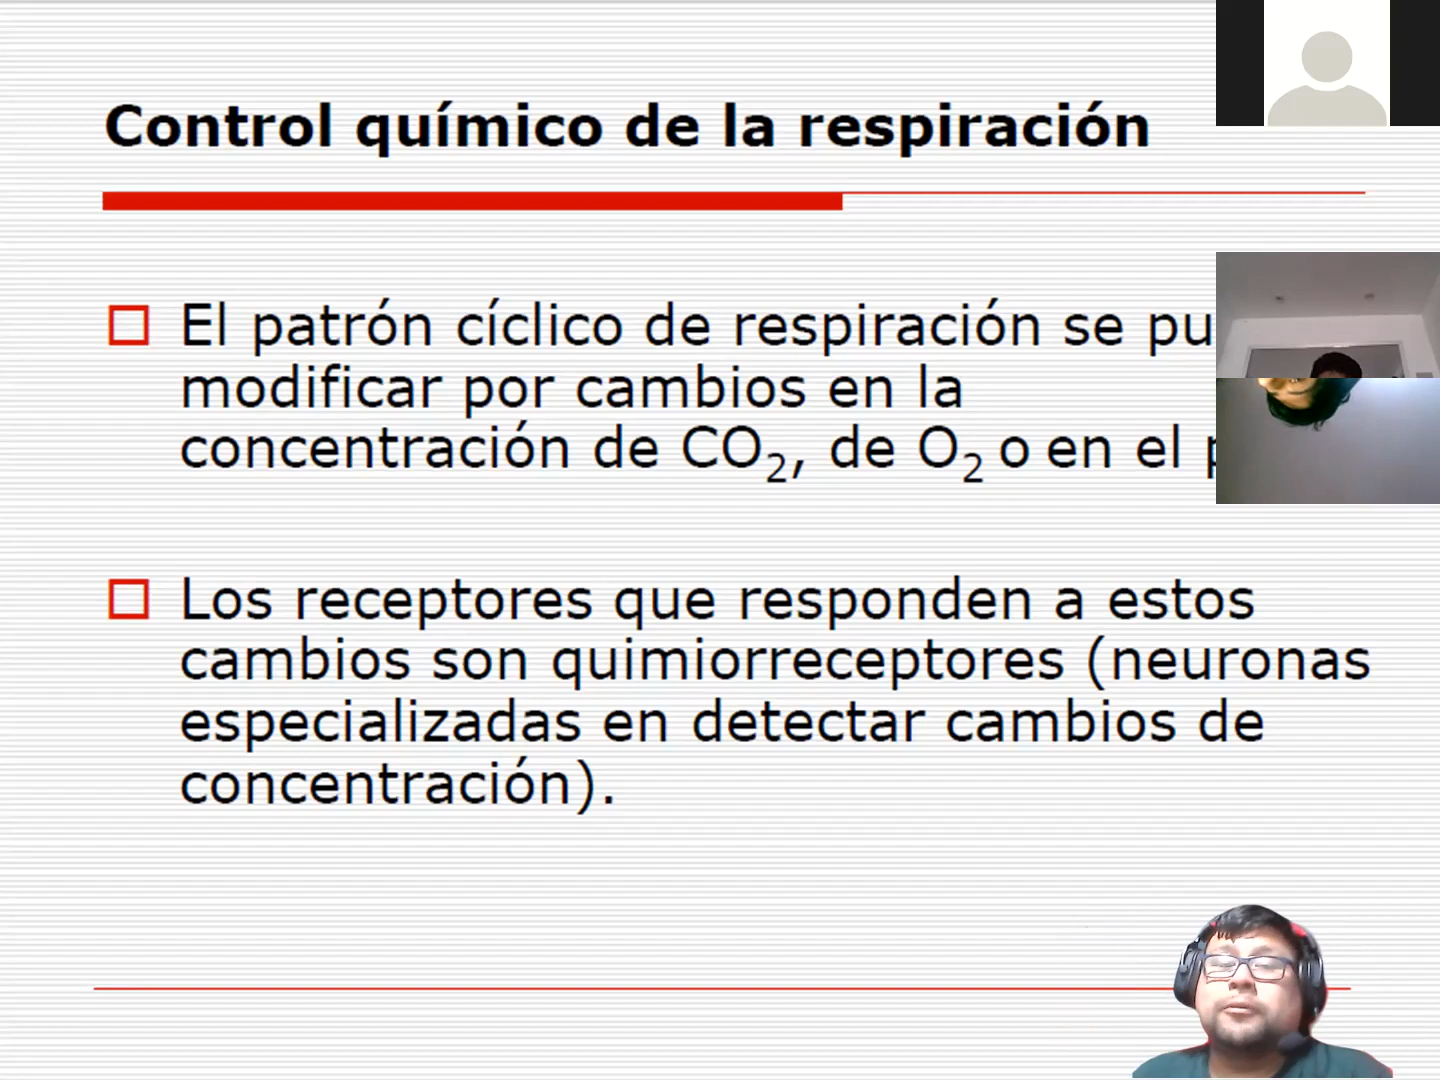 Control químico de la respiración
El patrón cíclico de respiración se
modificar por cambios en la
concentración de CO₂, de O₂ o en el
Los receptores que responden a estos
cambios son quimiorreceptores (neuronas
especializadas en detectar cambios de
concentración).